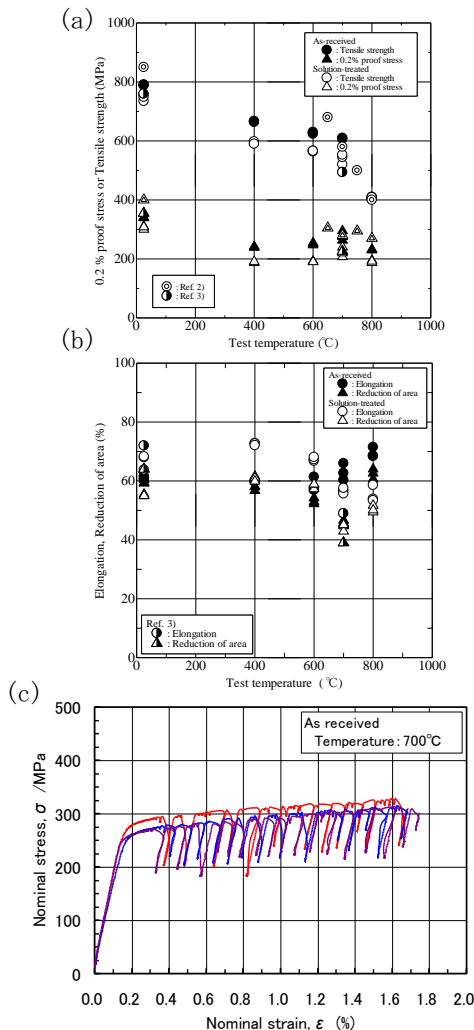 (a)
0.2 % proof stress or Tensile strength (MPa)
1000
800
600
400
200
0
As-received
: Tensile strength
: 0.2% proof stress
Solution-treated
: Tensile strength
: 0.2% proof stress
: Ref. 2)
: Ref. 3)
0 200 400 600 800 1000
Test temperature (℃)
(b)
Elongation, Reduction of area (%)
100
80
60
40
20
0
As-received
: Elongation
: Reduction of area
Solution-treated
: Elongation
: Reduction of area
Ref. 3)
: Elongation
: Reduction of area
0 200 400 600 800 1000
Test temperature (℃)
(c)
Nominal stress, σ /MPa
500
400
300
200
100
0
As received
Temperature：700℃
0.0 0.2 0.4 0.6 0.8 1.0 1.2 1.4 1.6 1.8 2.0
Nominal strain, ε (%)